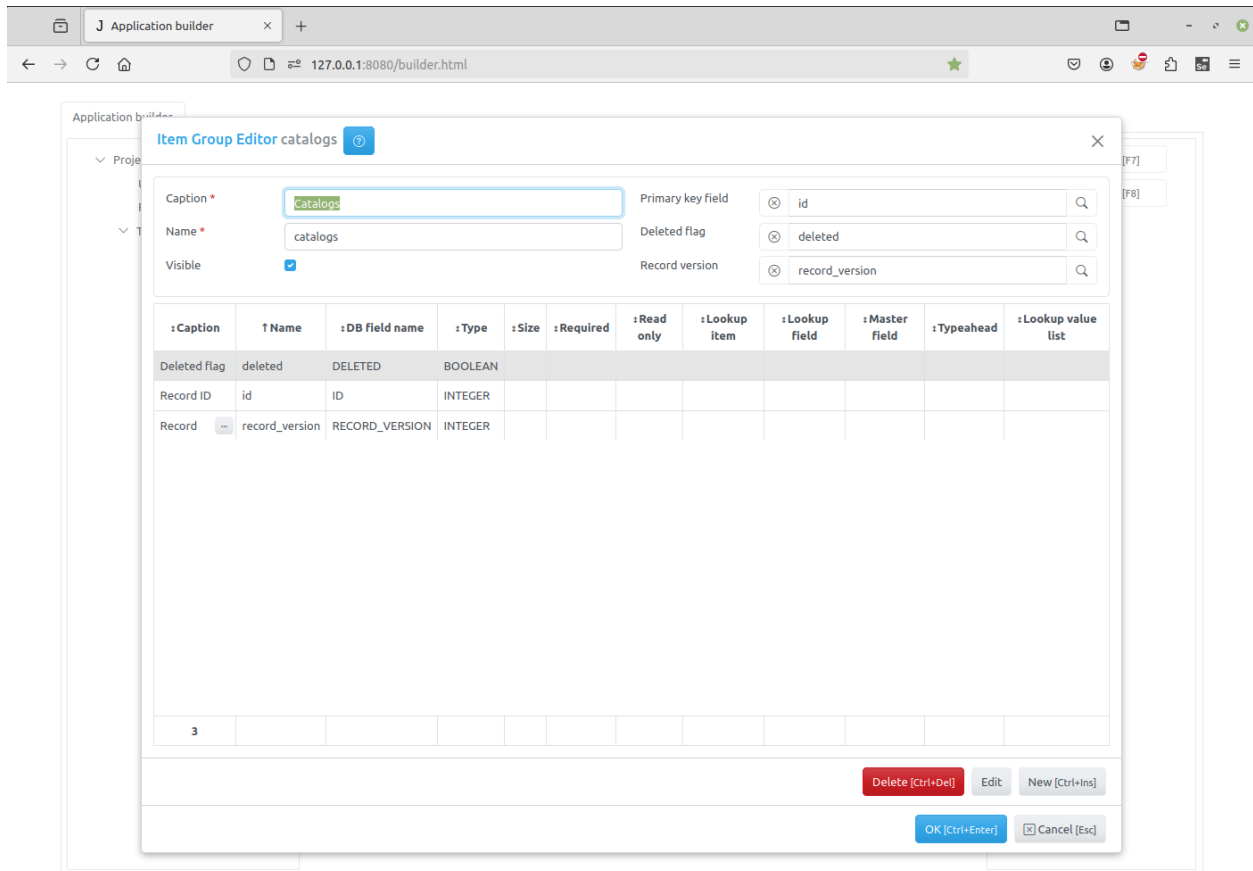 J Application builder
127.0.0.1:8080/builder.html
Se
Application builder
Item Group Editor catalogs
Proje
[F7]
[F8]
Caption *
Catalogs
Primary key field
id
Name *
catalogs
Deleted flag
deleted
Visible
Record version
record_version
Caption Name DB field name Type Size Required Read only Lookup item Lookup field Master field Typeahead Lookup value list
Deleted flag deleted DELETED BOOLEAN
Record ID id ID INTEGER
Record ... record_version RECORD_VERSION INTEGER
3
Delete [Ctrl+Del] Edit New [Ctrl+Ins]
OK [Ctrl+Enter] Cancel [Esc]